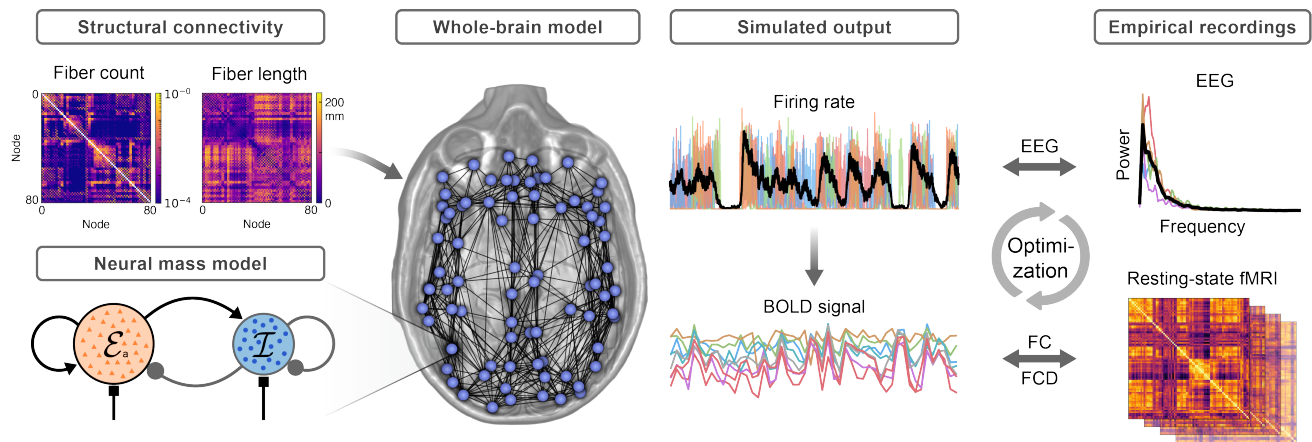 Structural connectivity
Whole-brain model
Simulated output
Empirical recordings
Fiber count
Fiber length
0
80
Node
0
80
Node
10⁻⁰
10⁻⁴
0
80
Node
200
mm
0
Neural mass model
ℰa
ℐ
Firing rate
BOLD signal
EEG
Optimi-
zation
FC
FCD
EEG
Power
Frequency
Resting-state fMRI